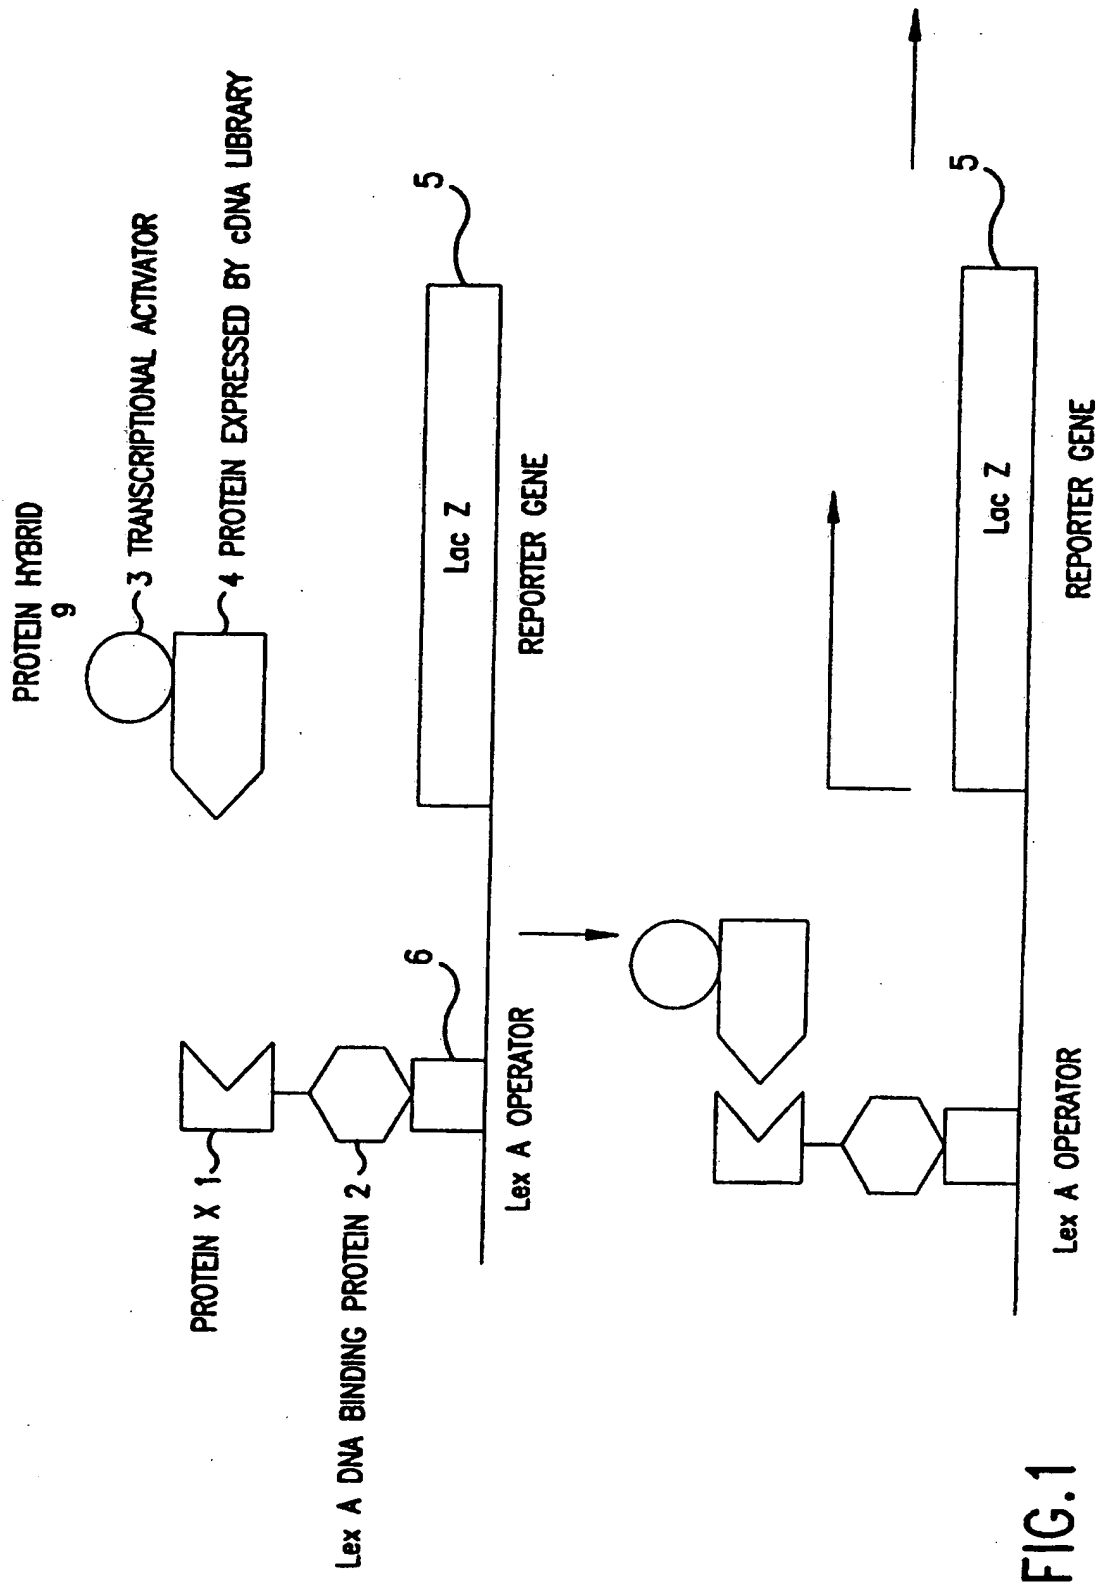 PROTEIN HYBRID
9
3 TRANSCRIPTIONAL ACTIVATOR
4 PROTEIN EXPRESSED BY cDNA LIBRARY
PROTEIN X 1
Lex A DNA BINDING PROTEIN 2
6
5
Lac Z
Lex A OPERATOR
REPORTER GENE
5
Lac Z
Lex A OPERATOR
REPORTER GENE
FIG.1